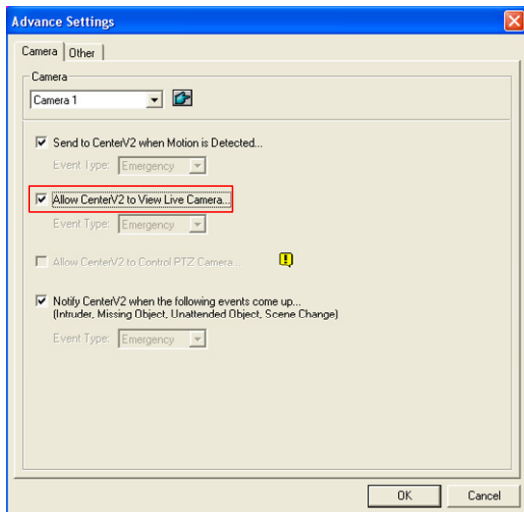 Advance Settings
Camera
Other
Camera
Camera 1
Send to CenterV2 when Motion is Detected...
Event Type: Emergency
Allow CenterV2 to View Live Camera...
Event Type: Emergency
Allow CenterV2 to Control PTZ Camera...
Notify CenterV2 when the following events come up...
(Intruder, Missing Object, Unattended Object, Scene Change)
Event Type: Emergency
OK
Cancel